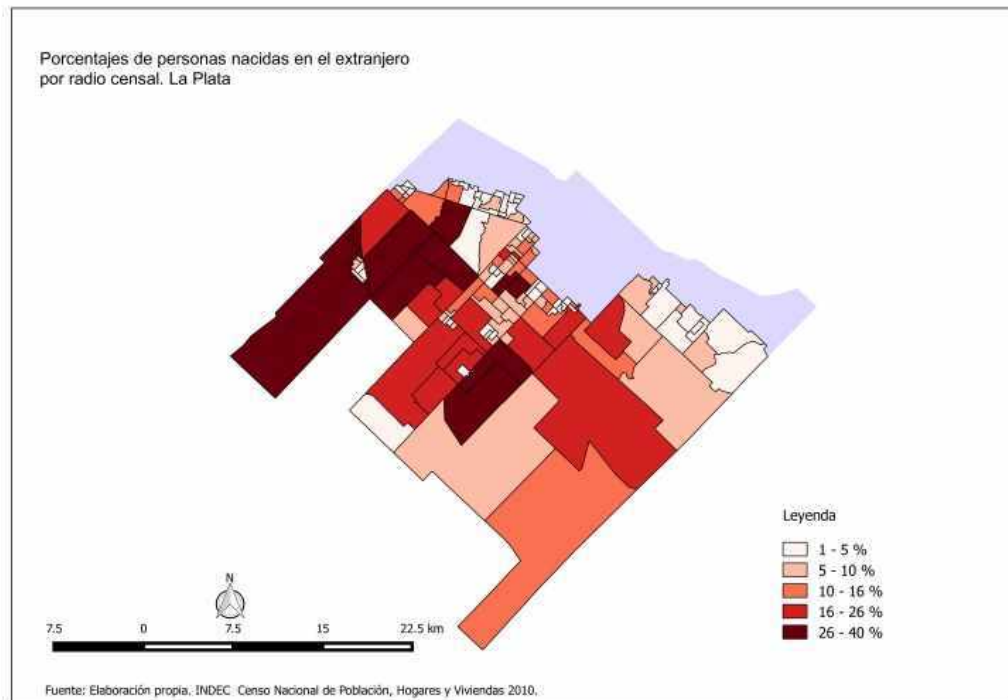 Porcentajes de personas nacidas en el extranjero
por radio censal. La Plata
Leyenda
1 - 5 %
5 - 10 %
10 - 16 %
16 - 26 %
26 - 40 %
N
7.5 0 7.5 15 22.5 km
Fuente: Elaboración propia. INDEC Censo Nacional de Población, Hogares y Viviendas 2010.